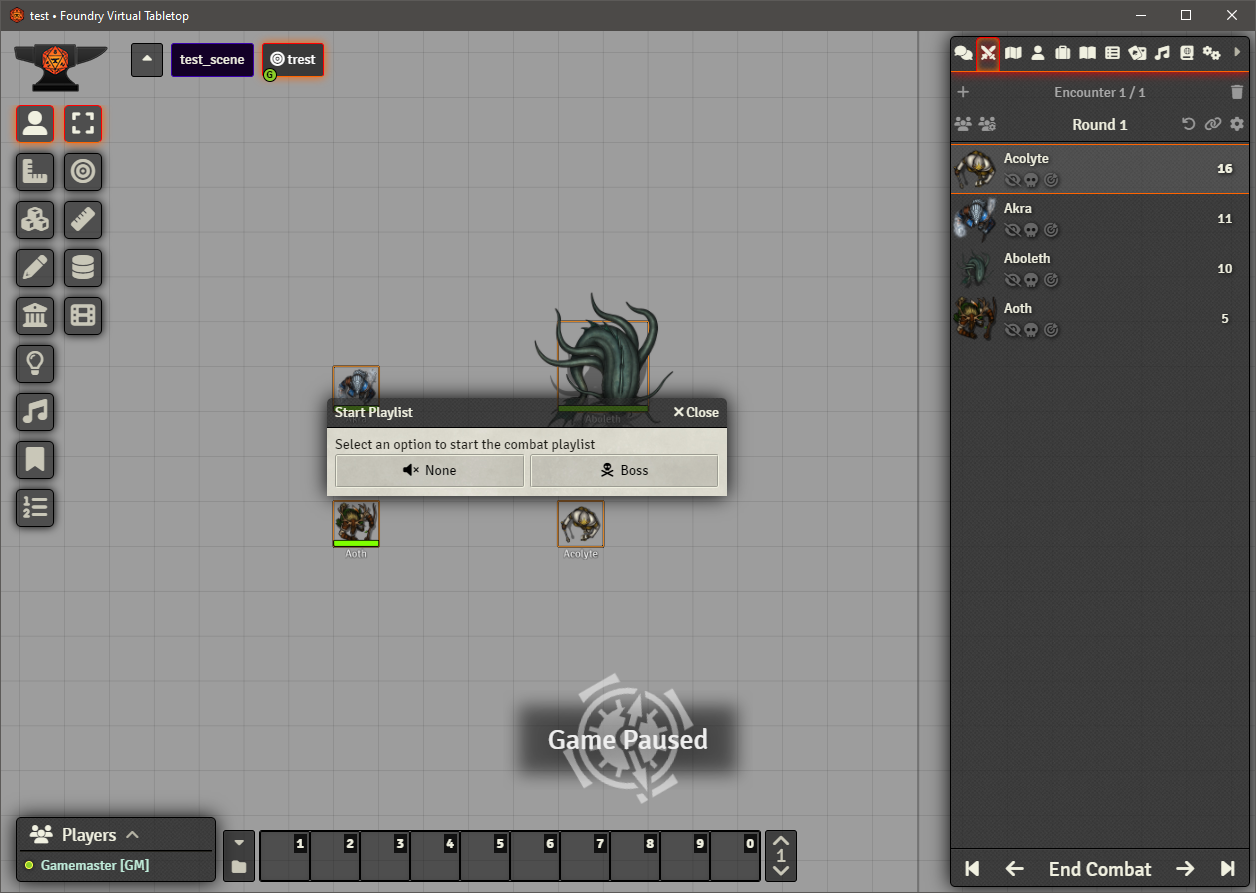 test • Foundry Virtual Tabletop
test_scene
trest
G
Encounter 1 / 1
Round 1
Acolyte
16
Akra
11
Aboleth
10
Aoth
5
Aboleth
Start Playlist
Close
Select an option to start the combat playlist
None
Boss
Aoth
Acolyte
Game Paused
Players
Gamemaster [GM]
1 2 3 4 5 6 7 8 9 0
1
End Combat